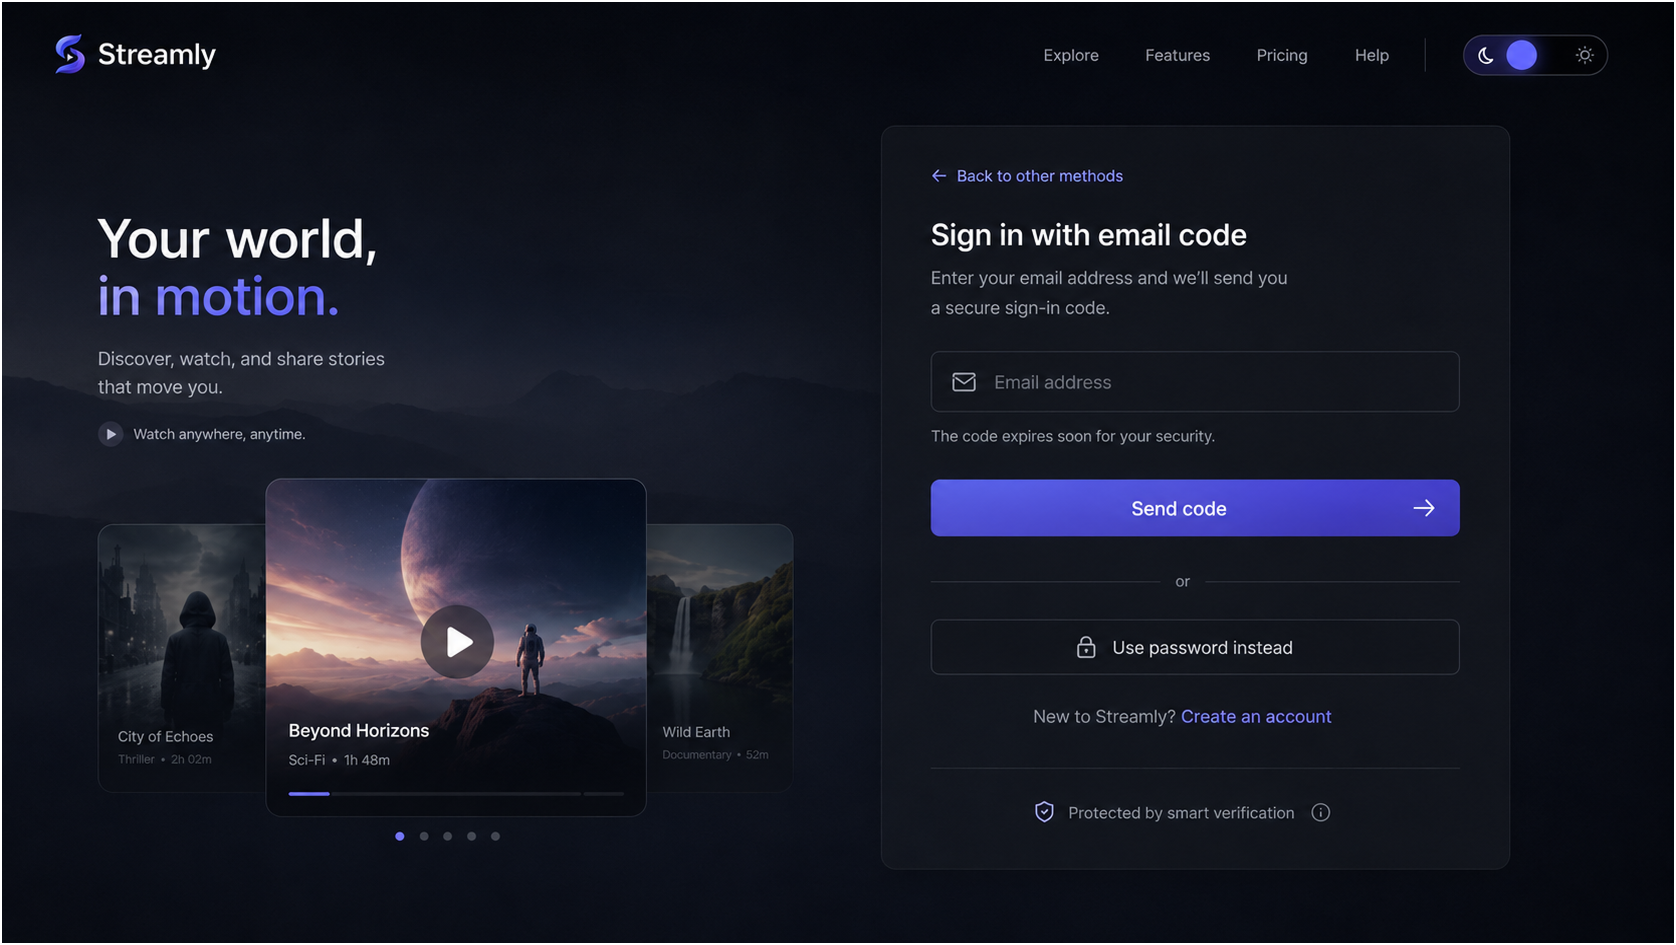 Streamly
Explore
Features
Pricing
Help
Your world,
in motion.
Discover, watch, and share stories
that move you.
Watch anywhere, anytime.
City of Echoes
Thriller • 2h 02m
Beyond Horizons
Sci-Fi • 1h 48m
Wild Earth
Documentary • 52m
Back to other methods
Sign in with email code
Enter your email address and we’ll send you
a secure sign-in code.
Email address
The code expires soon for your security.
Send code
or
Use password instead
New to Streamly? Create an account
Protected by smart verification